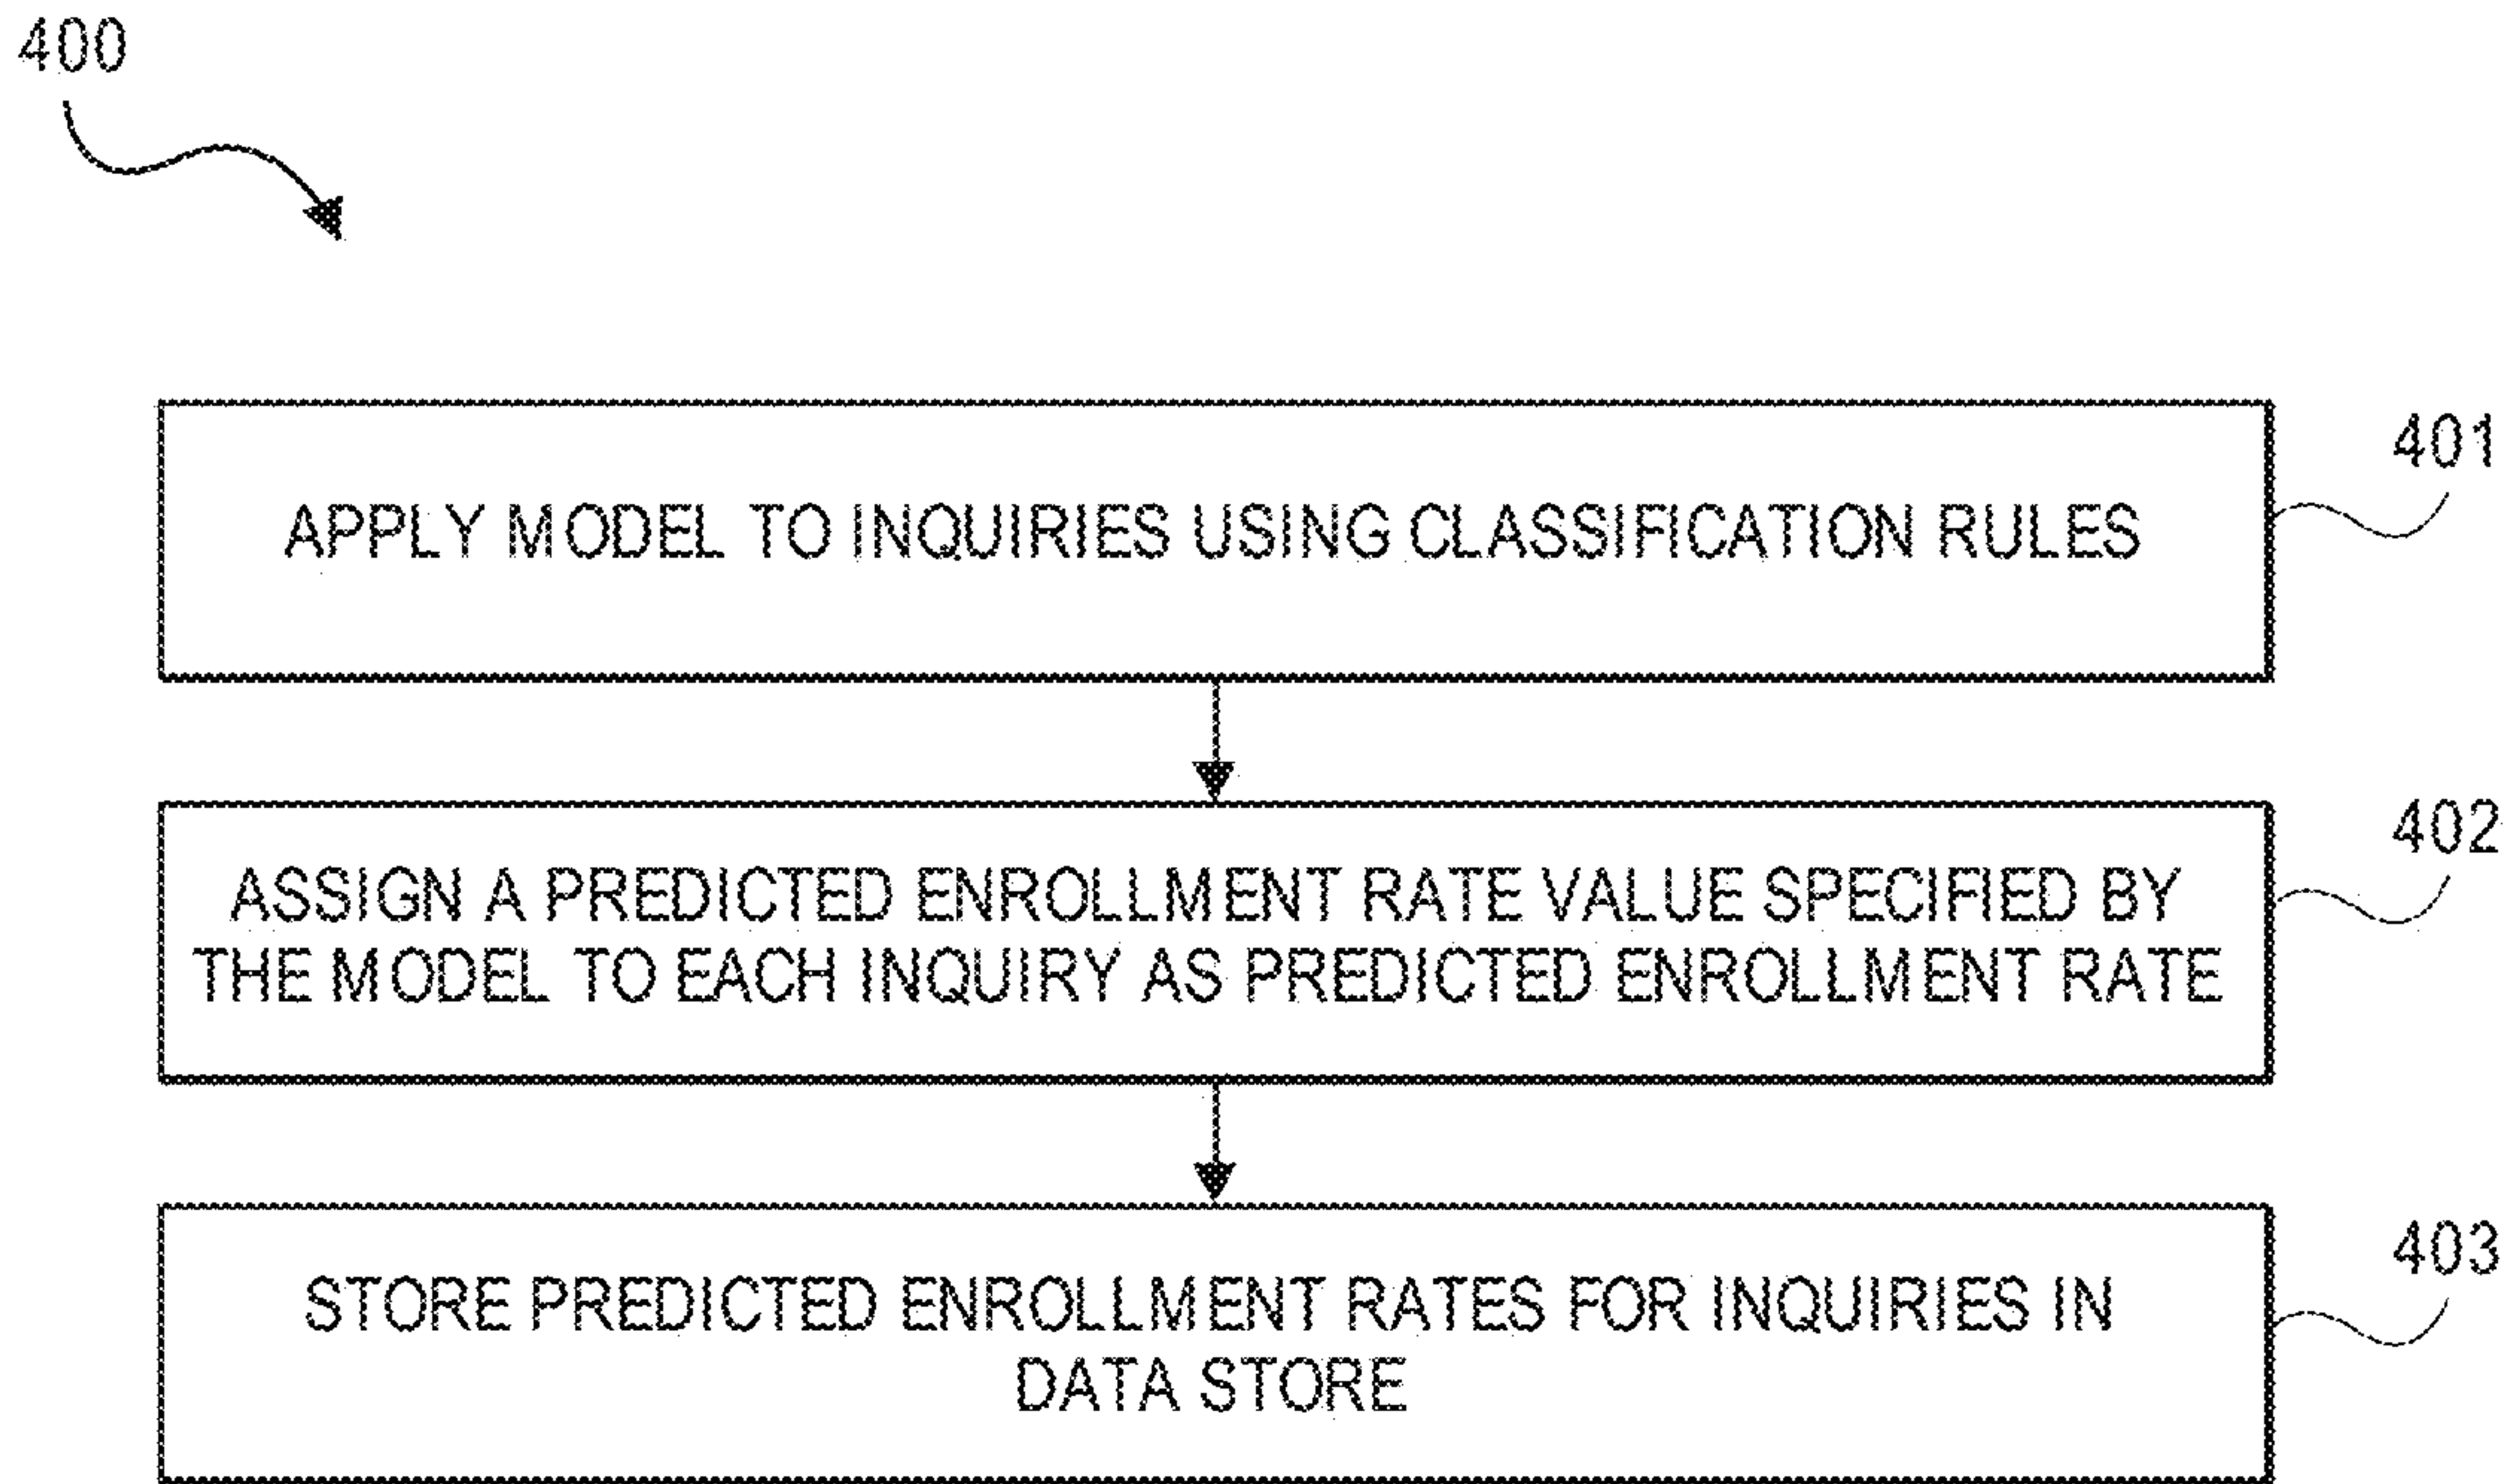 400
APPLY MODEL TO INQUIRIES USING CLASSIFICATION RULES
401
ASSIGN A PREDICTED ENROLLMENT RATE VALUE SPECIFIED BY
THE MODEL TO EACH INQUIRY AS PREDICTED ENROLLMENT RATE
402
STORE PREDICTED ENROLLMENT RATES FOR INQUIRIES IN
DATA STORE
403